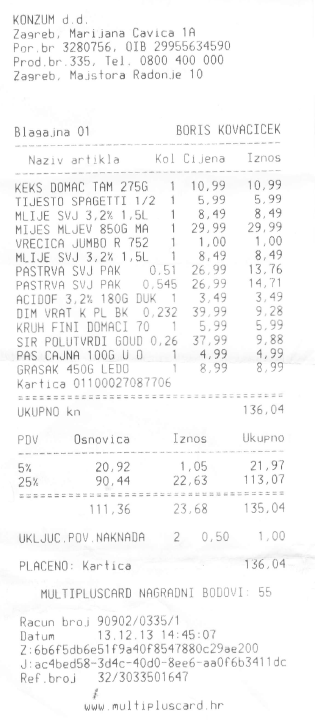 KONZUM d.d.
Zagreb, Marijana Cavica 1A
Por.br 3280756, OIB 29955634590
Prod.br.335, Tel. 0800 400 000
Zagreb, Majstora Radonje 10
Blagajna 01 BORIS KOVACICEK
Naziv artikla Kol Cijena Iznos
KEKS DOMAC TAM 275G 1 10,99 10,99
TIJESTO SPAGETTI 1/2 1 5,99 5,99
MLIJE SVJ 3,2% 1,5L 1 8,49 8,49
MIJES MLJEV 850G MA 1 29,99 29,99
VRECICA JUMBO R 752 1 1,00 1,00
MLIJE SVJ 3,2% 1,5L 1 8,49 8,49
PASTRVA SVJ PAK 0,51 26,99 13,76
PASTRVA SVJ PAK 0,545 26,99 14,71
ACIDOF 3,2% 180G DUK 1 3,49 3,49
DIM VRAT K PL BK 0,232 39,99 9,28
KRUH FINI DOMACI 70 1 5,99 5,99
SIR POLUTVRDI GOUD 0,26 37,99 9,88
PAS CAJNA 100G U O 1 4,99 4,99
GRASAK 450G LEDO 1 8,99 8,99
Kartica 01100027087706
UKUPNO kn 136,04
PDV Osnovica Iznos Ukupno
5% 20,92 1,05 21,97
25% 90,44 22,63 113,07
111,36 23,68 135,04
UKLJUC.POV.NAKNADA 2 0,50 1,00
PLACENO: Kartica 136,04
MULTIPLUSCARD NAGRADNI BODOVI: 55
Racun broj 90902/0335/1
Datum 13.12.13 14:45:07
Z:6b6f5db6e51f9a40f8547880c29ae200
J:ac4bed58-3d4c-40d0-8ee6-aa0f6b3411dc
Ref.broj 32/3033501647
www.multipluscard.hr